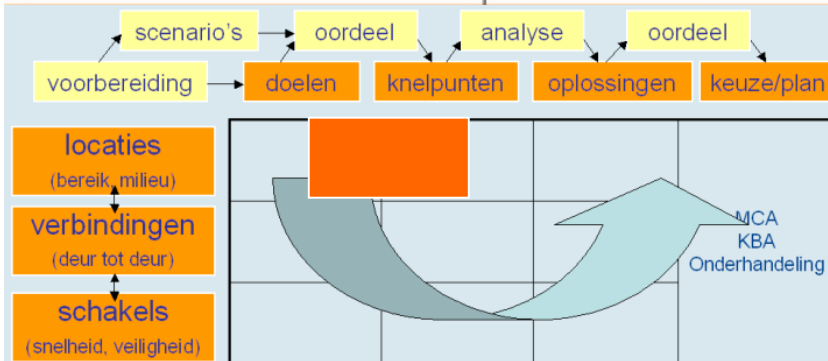 scenario's
oordeel
analyse
oordeel
voorbereiding
doelen
knelpunten
oplossingen
keuze/plan
locaties
(bereik, milieu)
verbindingen
(deur tot deur)
schakels
(snelheid, veiligheid)
MCA
KBA
Onderhandeling